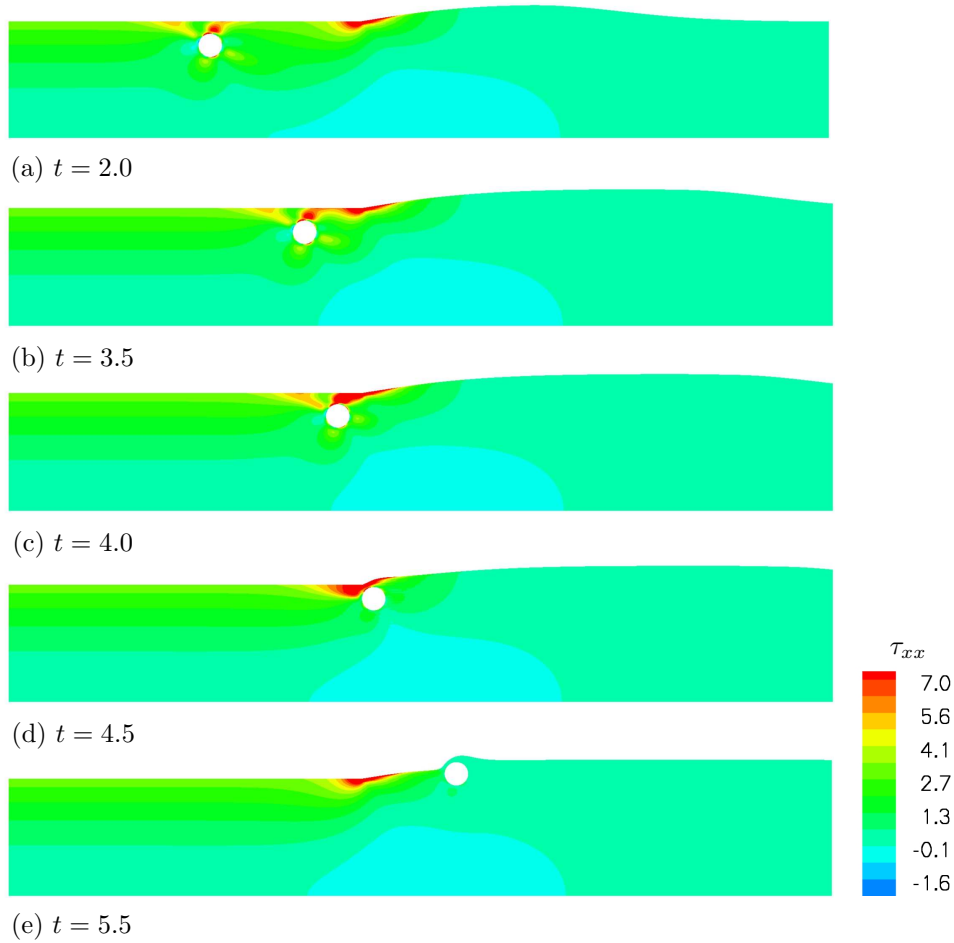 (a) t = 2.0
(b) t = 3.5
(c) t = 4.0
(d) t = 4.5
τxx
7.0
5.6
4.1
2.7
1.3
-0.1
-1.6
(e) t = 5.5